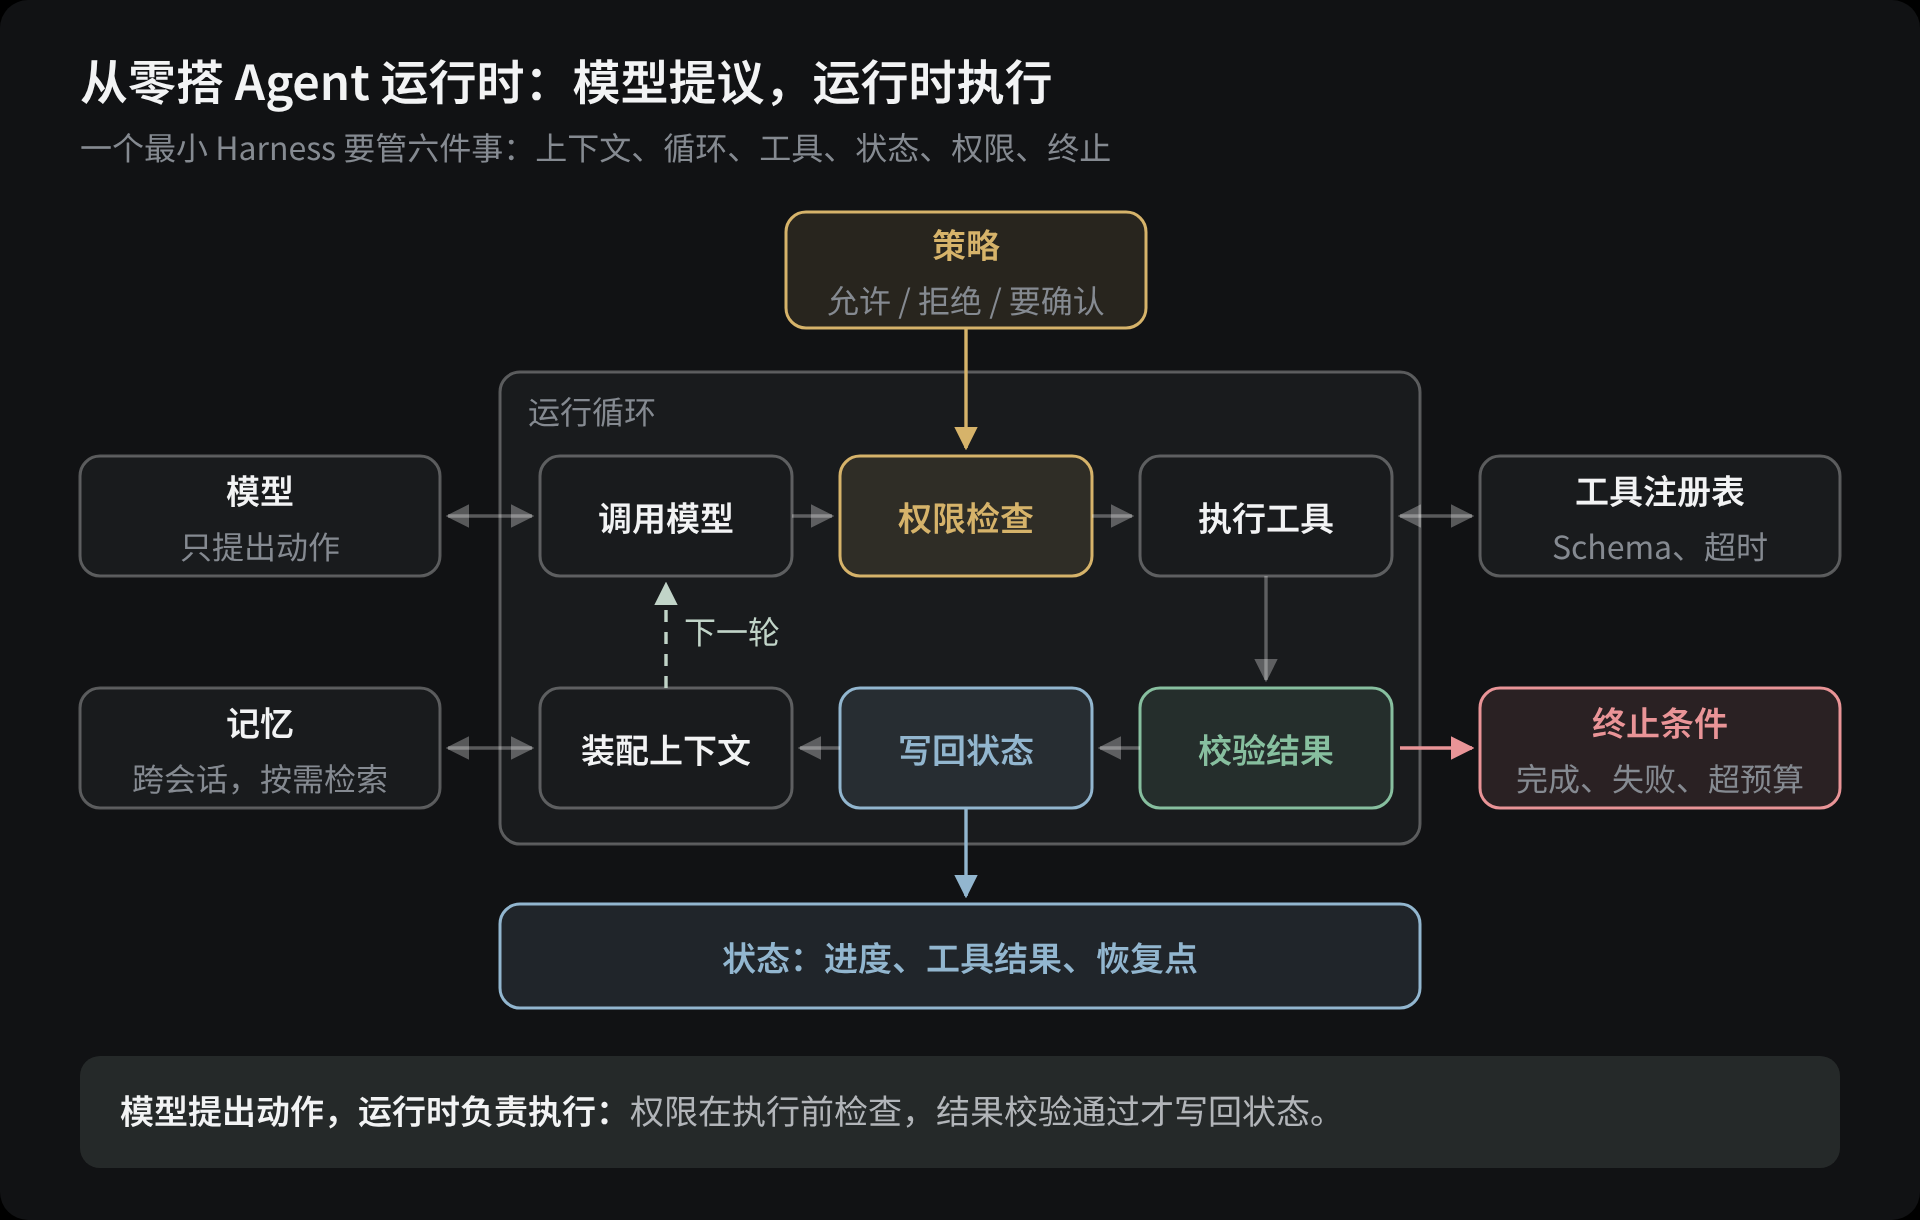 从零搭 Agent 运行时：模型提议，运行时执行
一个最小 Harness 要管六件事：上下文、循环、工具、状态、权限、终止
策略
允许 / 拒绝 / 要确认
运行循环
模型
只提出动作
调用模型
权限检查
执行工具
工具注册表
Schema、超时
下一轮
记忆
跨会话，按需检索
装配上下文
写回状态
校验结果
终止条件
完成、失败、超预算
状态：进度、工具结果、恢复点
模型提出动作，运行时负责执行：权限在执行前检查，结果校验通过才写回状态。